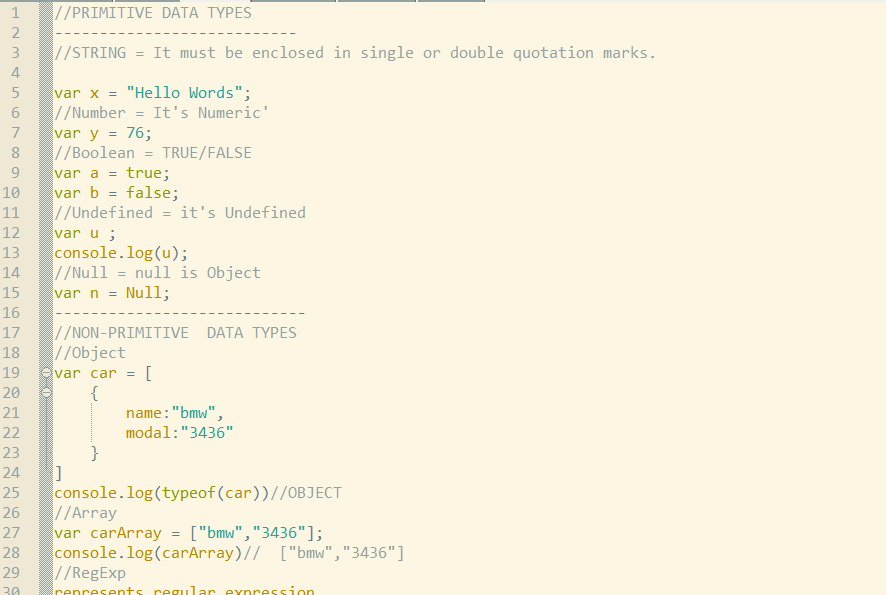 1 //PRIMITIVE DATA TYPES
2 ---------------------------
3 //STRING = It must be enclosed in single or double quotation marks.
4
5 var x = "Hello Words";
6 //Number = It's Numeric'
7 var y = 76;
8 //Boolean = TRUE/FALSE
9 var a = true;
10 var b = false;
11 //Undefined = it's Undefined
12 var u ;
13 console.log(u);
14 //Null = null is Object
15 var n = Null;
16 ----------------------------
17 //NON-PRIMITIVE  DATA TYPES
18 //Object
19 var car = [
20     {
21         name:"bmw",
22         modal:"3436"
23     }
24 ]
25 console.log(typeof(car))//OBJECT
26 //Array
27 var carArray = ["bmw","3436"];
28 console.log(carArray)//  ["bmw","3436"]
29 //RegExp
30 represents regular expression